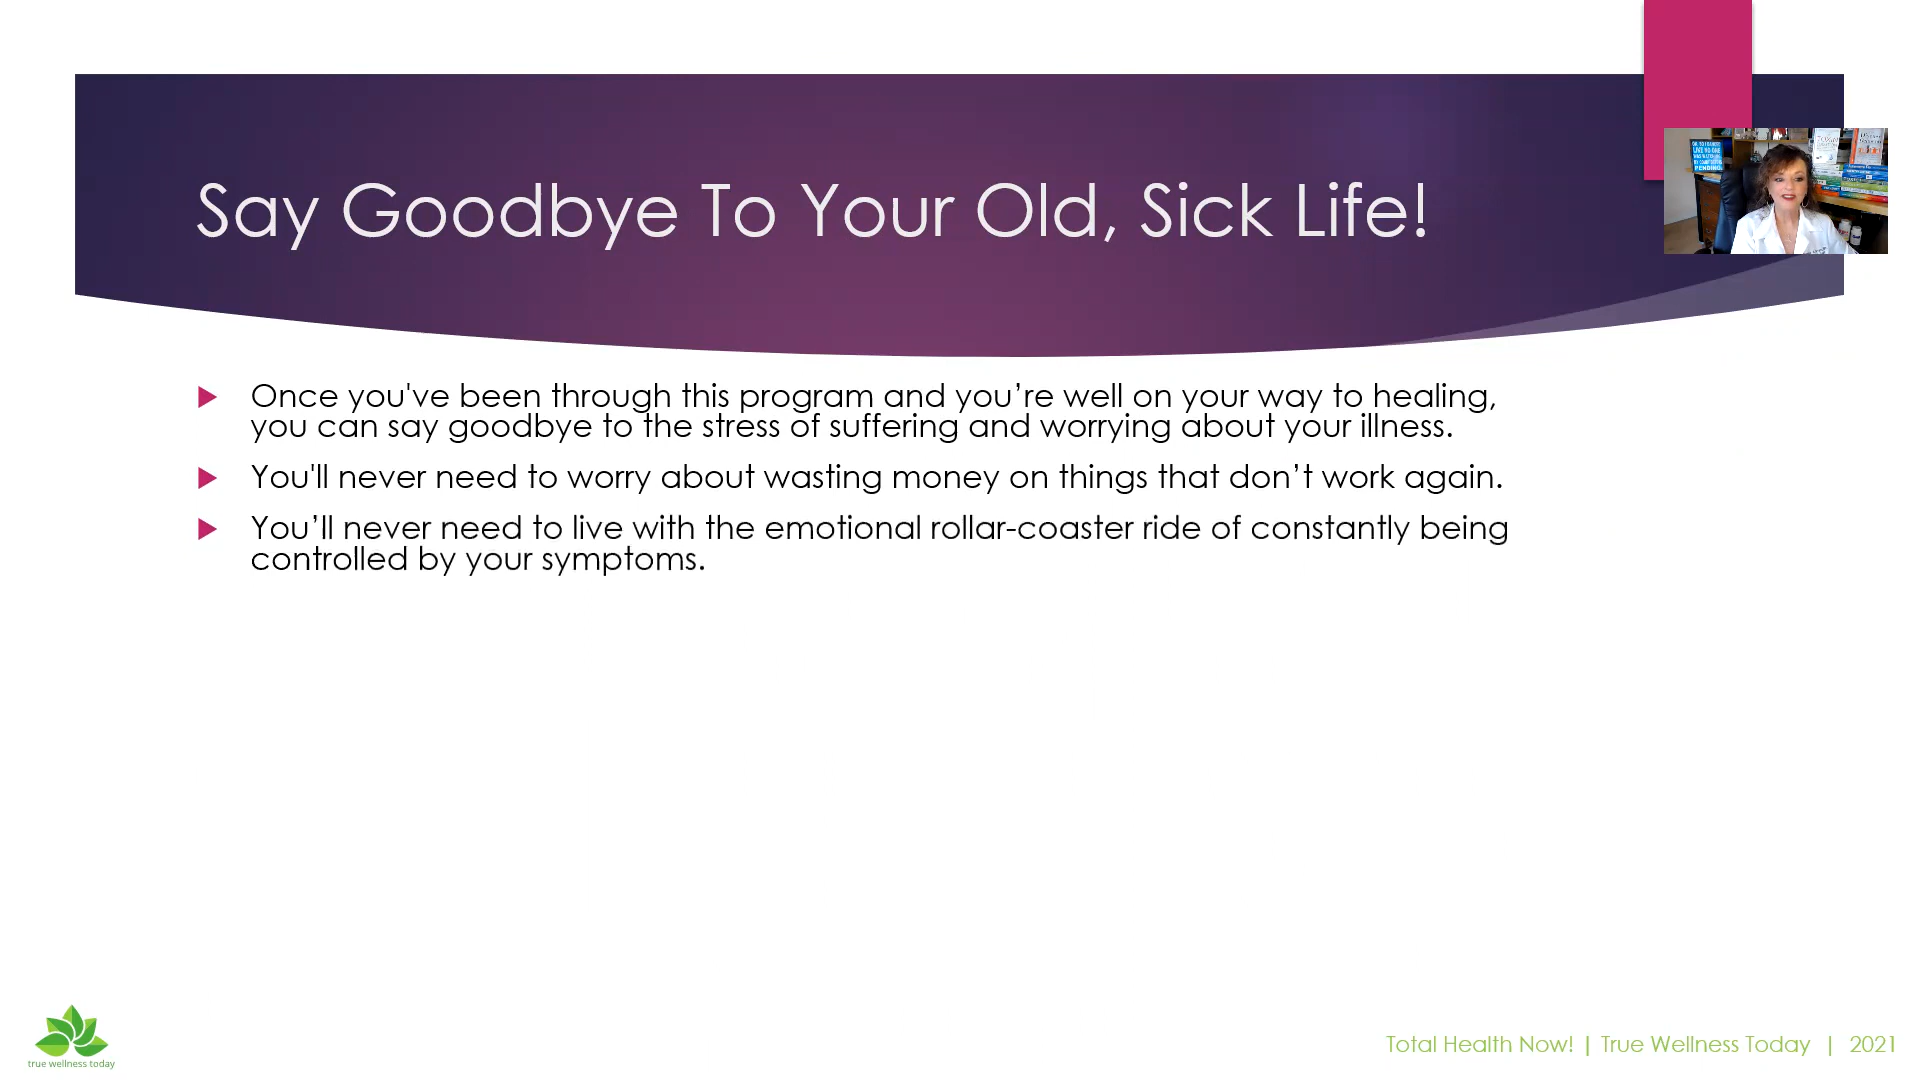 Say Goodbye To Your Old, Sick Life!
Once you've been through this program and you’re well on your way to healing,
you can say goodbye to the stress of suffering and worrying about your illness.
You'll never need to worry about wasting money on things that don’t work again.
You’ll never need to live with the emotional rollar-coaster ride of constantly being
controlled by your symptoms.
true wellness today
Total Health Now! | True Wellness Today | 2021